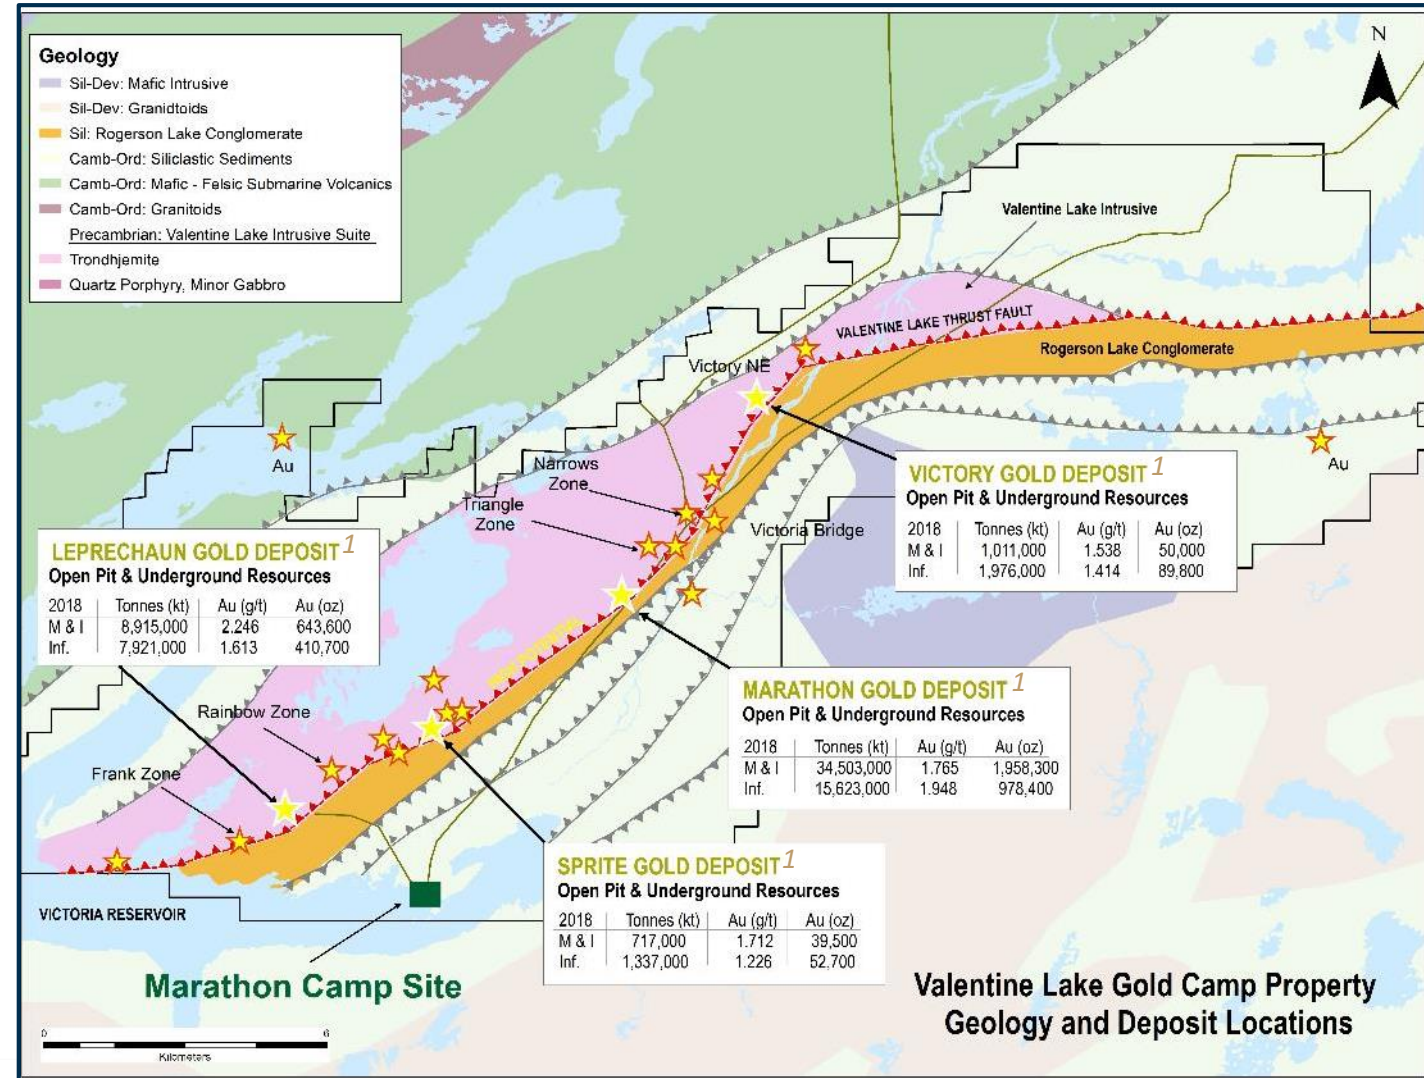 Geology
Sil-Dev: Mafic Intrusive
Sil-Dev: Granidtoids
Sil: Rogerson Lake Conglomerate
Camb-Ord: Siliclastic Sediments
Camb-Ord: Mafic - Felsic Submarine Volcanics
Camb-Ord: Granitoids
Precambrian: Valentine Lake Intrusive Suite
Trondhjemite
Quartz Porphyry, Minor Gabbro
N
Valentine Lake Intrusive
VALENTINE LAKE THRUST FAULT
Rogerson Lake Conglomerate
Victory NE
Au
Au
Narrows
Zone
Triangle
Zone
Victoria Bridge
VICTORY GOLD DEPOSIT 1
Open Pit & Underground Resources
2018 Tonnes (kt) Au (g/t) Au (oz)
M & I 1,011,000 1.538 50,000
Inf. 1,976,000 1.414 89,800
LEPRECHAUN GOLD DEPOSIT 1
Open Pit & Underground Resources
2018 Tonnes (kt) Au (g/t) Au (oz)
M & I 8,915,000 2.246 643,600
Inf. 7,921,000 1.613 410,700
HIGH POTENTIAL
Rainbow Zone
Frank Zone
MARATHON GOLD DEPOSIT 1
Open Pit & Underground Resources
2018 Tonnes (kt) Au (g/t) Au (oz)
M & I 34,503,000 1.765 1,958,300
Inf. 15,623,000 1.948 978,400
SPRITE GOLD DEPOSIT 1
Open Pit & Underground Resources
2018 Tonnes (kt) Au (g/t) Au (oz)
M & I 717,000 1.712 39,500
Inf. 1,337,000 1.226 52,700
VICTORIA RESERVOIR
Marathon Camp Site
0 6
Kilometers
Valentine Lake Gold Camp Property
Geology and Deposit Locations